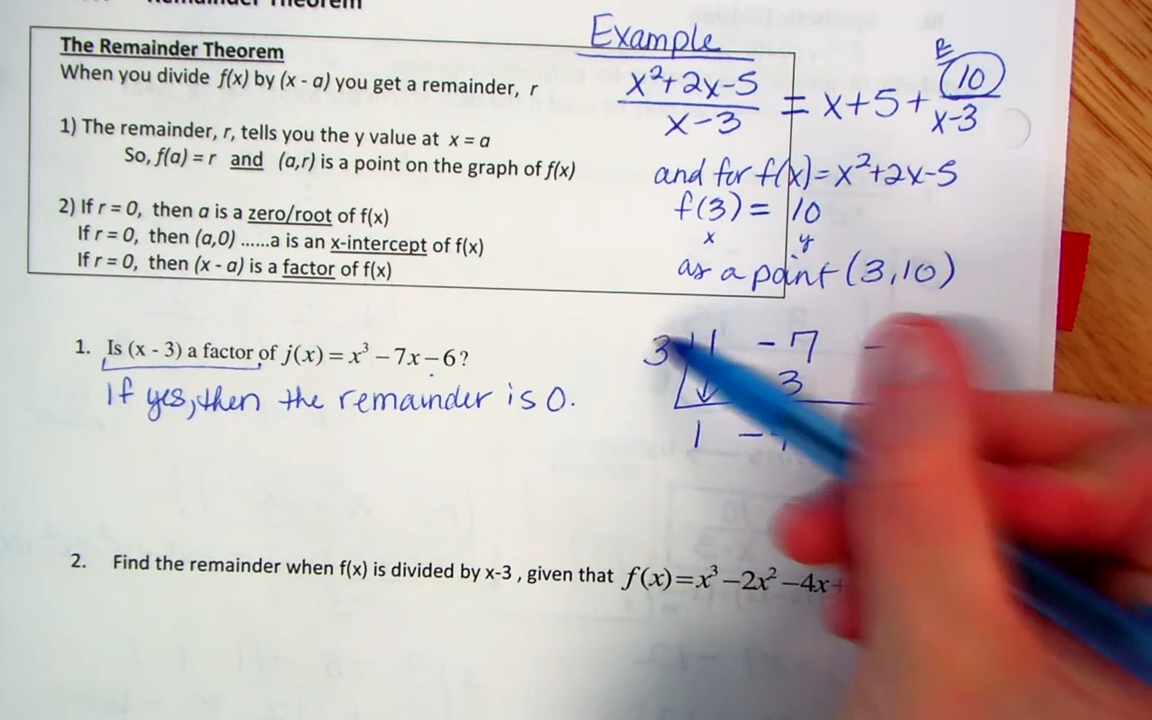 Remainder Theorem
The Remainder Theorem
When you divide f(x) by (x - a) you get a remainder, r
1) The remainder, r, tells you the y value at x = a
So, f(a) = r and (a,r) is a point on the graph of f(x)
2) If r = 0, then a is a zero/root of f(x)
If r = 0, then (a,0) ......a is an x-intercept of f(x)
If r = 0, then (x - a) is a factor of f(x)
Example
R
x²+2x-5 = x+5+ 10
x-3 x-3
and for f(x)=x²+2x-5
f(3) = 10
x y
as a point (3,10)
1. Is (x - 3) a factor of j(x) = x³ – 7x – 6?
If yes, then the remainder is 0.
3 1 -7 -
3
1 -
2. Find the remainder when f(x) is divided by x-3 , given that f(x)=x³–2x²–4x+